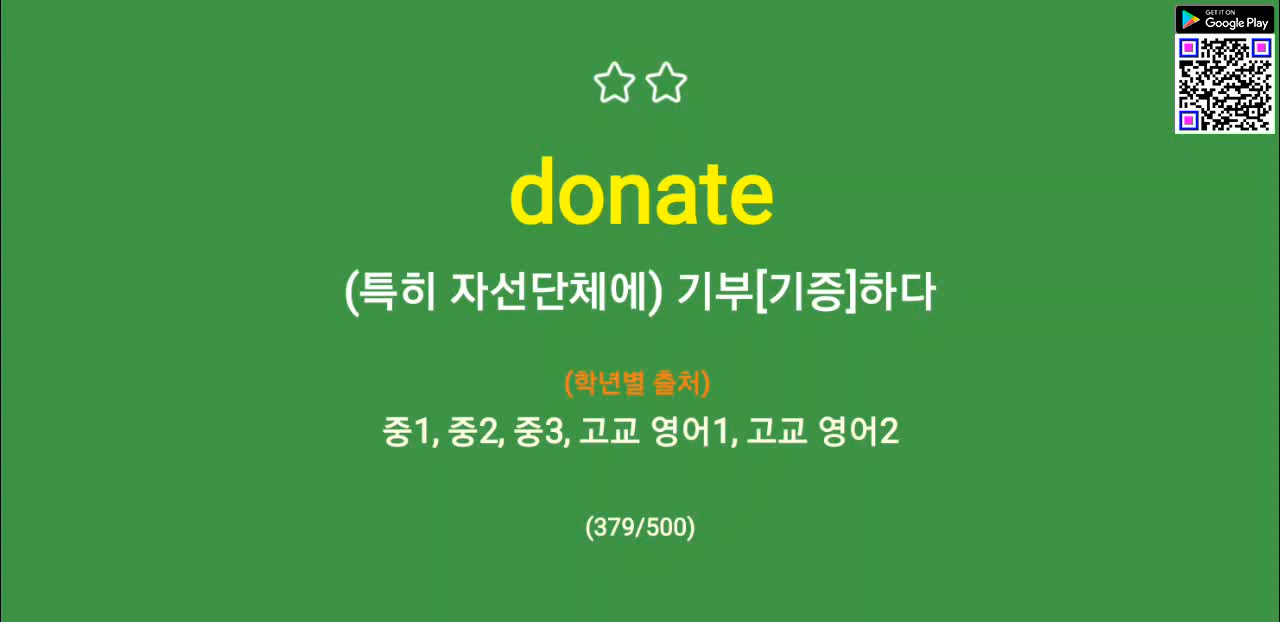 GET IT ON
Google Play
donate
(특히 자선단체에) 기부[기증]하다
(학년별 출처)
중1, 중2, 중3, 고교 영어1, 고교 영어2
(379/500)